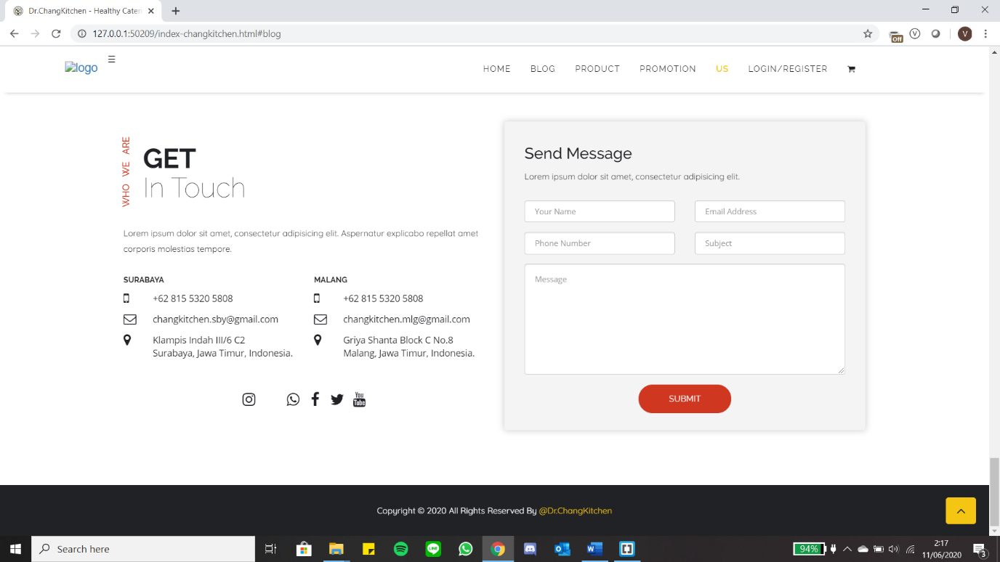 Dr.ChangKitchen - Healthy Cater
127.0.0.1:50209/index-changkitchen.html#blog
Off
V
V
logo
HOME BLOG PRODUCT PROMOTION US LOGIN/REGISTER
WHO WE ARE
GET
In Touch
Lorem ipsum dolor sit amet, consectetur adipisicing elit. Aspernatur explicabo repellat amet
corporis molestias tempore.
SURABAYA
+62 815 5320 5808
changkitchen.sby@gmail.com
Klampis Indah III/6 C2
Surabaya, Jawa Timur, Indonesia.
MALANG
+62 815 5320 5808
changkitchen.mlg@gmail.com
Griya Shanta Block C No.8
Malang, Jawa Timur, Indonesia.
You
Tube
Send Message
Lorem ipsum dolor sit amet, consectetur adipisicing elit.
Your Name
Email Address
Phone Number
Subject
Message
SUBMIT
Copyright © 2020 All Rights Reserved By @Dr.ChangKitchen
Search here
LINE
94%
2:17
11/06/2020
3